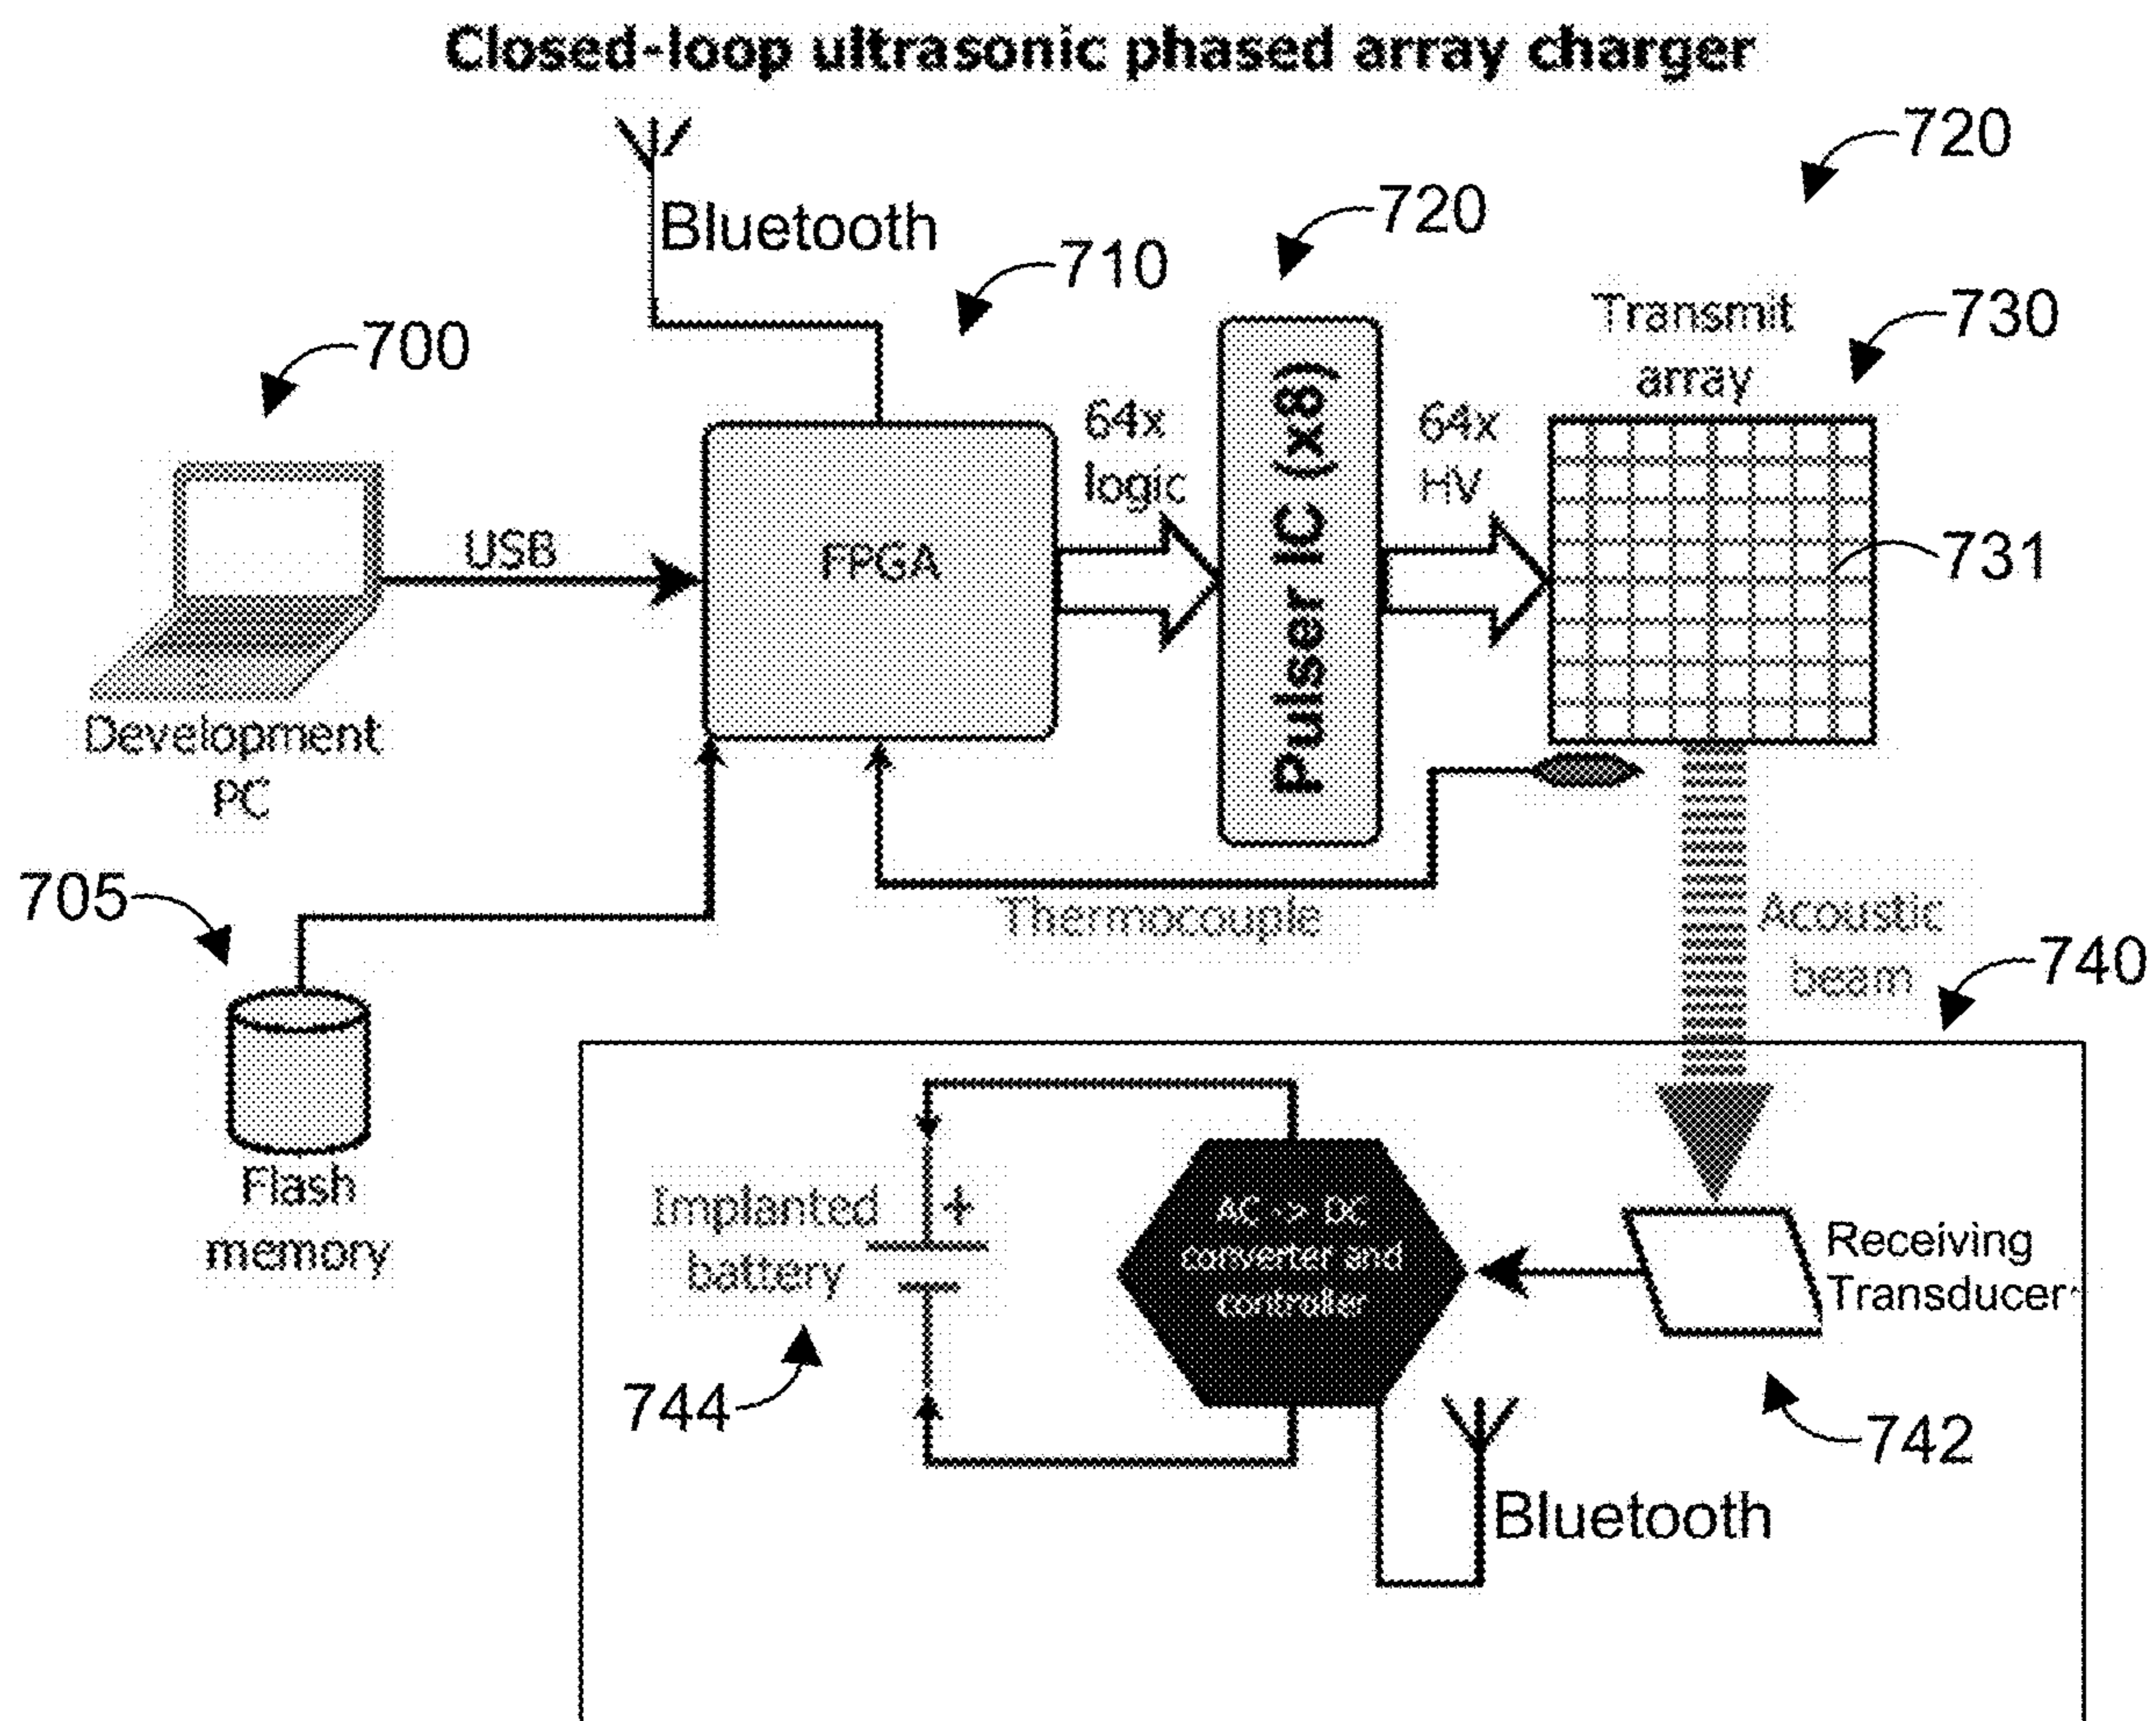 Closed-loop ultrasonic phased array charger
720
Bluetooth
720
710
700
Transmit
array
730
64x
logic
Pulser IC (x8)
64x
HV
USB
FPGA
731
Development
PC
705
Thermocouple
Acoustic
beam
740
Flash
memory
Implanted
battery
+
AC -> DC
converter and
controller
Receiving
Transducer
744
742
Bluetooth